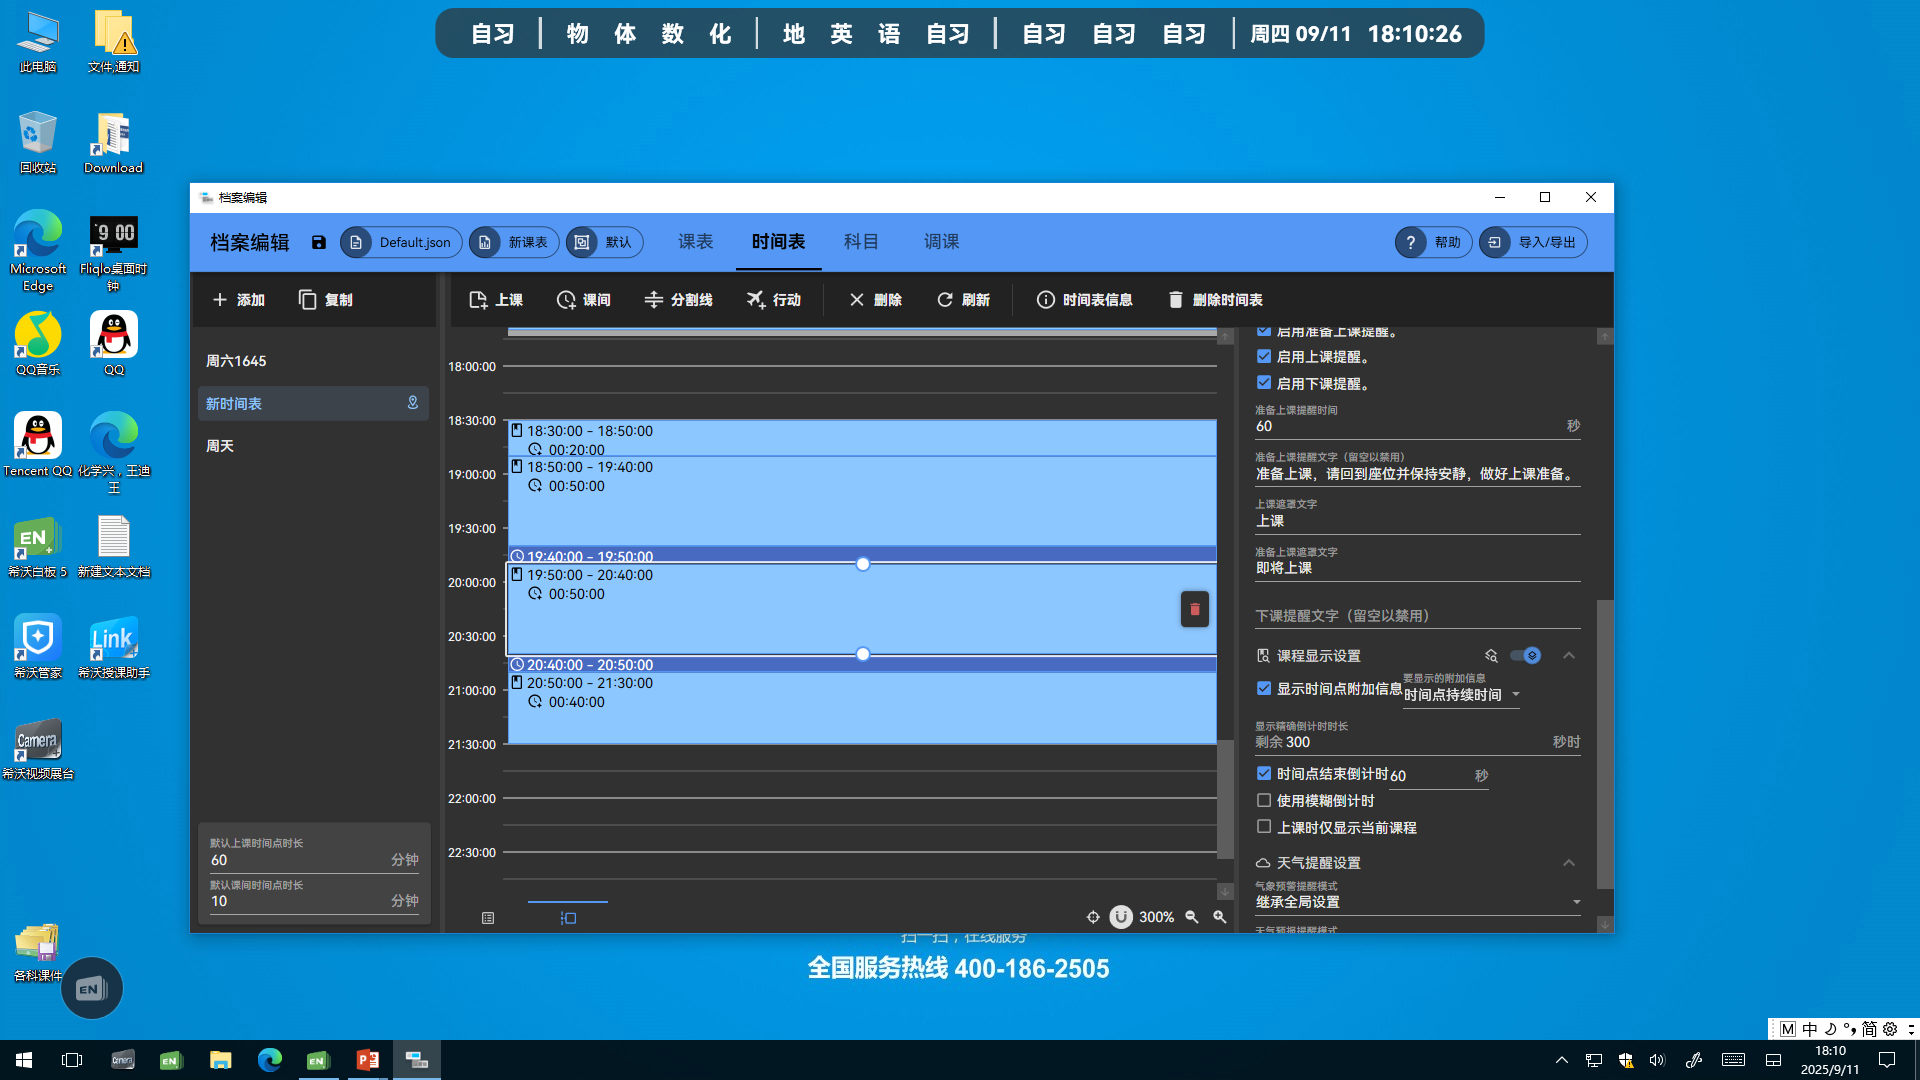 自习 | 物 体 数 化 | 地 英 语 自习 | 自习 自习 自习 | 周四 09/11 18:10:26
此电脑
文件,通知
回收站
Download
Microsoft Edge
Fliqlo桌面时钟
QQ音乐
QQ
Tencent QQ
化学兴，王迪王
希沃白板 5
新建文本文档
希沃管家
希沃授课助手
希沃视频展台
各科课件
档案编辑
档案编辑
Default.json
新课表
默认
课表
时间表
科目
调课
帮助
导入/导出
添加
复制
上课
课间
分割线
行动
删除
刷新
时间表信息
删除时间表
周六1645
新时间表
周天
默认上课时间点时长
60 分钟
默认课间时间点时长
10 分钟
18:00:00
18:30:00
19:00:00
19:30:00
20:00:00
20:30:00
21:00:00
21:30:00
22:00:00
22:30:00
18:30:00 - 18:50:00
00:20:00
18:50:00 - 19:40:00
00:50:00
19:40:00 - 19:50:00
19:50:00 - 20:40:00
00:50:00
20:40:00 - 20:50:00
20:50:00 - 21:30:00
00:40:00
300%
启用准备上课提醒。
启用上课提醒。
启用下课提醒。
准备上课提醒时间
60 秒
准备上课提醒文字（留空以禁用）
准备上课，请回到座位并保持安静，做好上课准备。
上课遮罩文字
上课
准备上课遮罩文字
即将上课
下课提醒文字（留空以禁用）
课程显示设置
显示时间点附加信息
要显示的附加信息
时间点持续时间
显示精确倒计时时长
剩余 300 秒时
时间点结束倒计时 60 秒
使用模糊倒计时
上课时仅显示当前课程
天气提醒设置
气象预警提醒模式
继承全局设置
天气预报提醒模式
扫一扫，在线服务
全国服务热线 400-186-2505
EN
M 中 简
18:10
2025/9/11